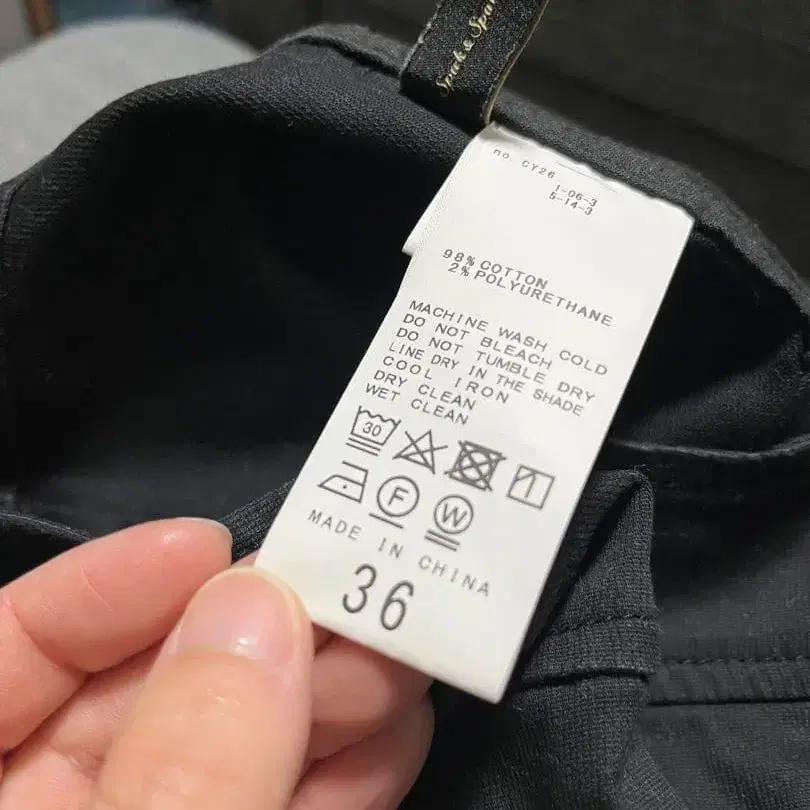 Spick & Span
no. CY26
1-06-3
5-14-3
98% COTTON
2% POLYURETHANE
MACHINE WASH COLD
DO NOT BLEACH
DO NOT TUMBLE DRY
LINE DRY IN THE SHADE
COOL IRON
DRY CLEAN
WET CLEAN
30
F
W
MADE IN CHINA
36